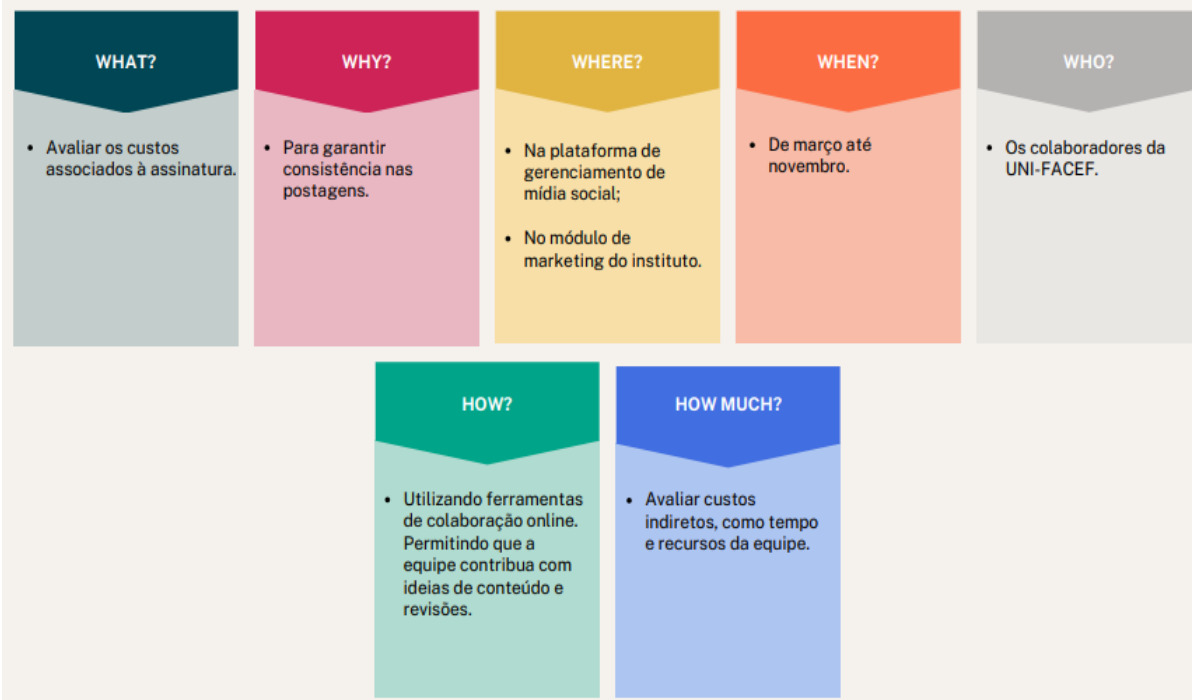 WHAT?
• Avaliar os custos
associados à assinatura.
WHY?
• Para garantir
consistência nas
postagens.
WHERE?
• Na plataforma de
gerenciamento de
mídia social;
• No módulo de
marketing do instituto.
WHEN?
• De março até
novembro.
WHO?
• Os colaboradores da
UNI-FACEF.
HOW?
• Utilizando ferramentas
de colaboração online.
Permitindo que a
equipe contribua com
ideias de conteúdo e
revisões.
HOW MUCH?
• Avaliar custos
indiretos, como tempo
e recursos da equipe.